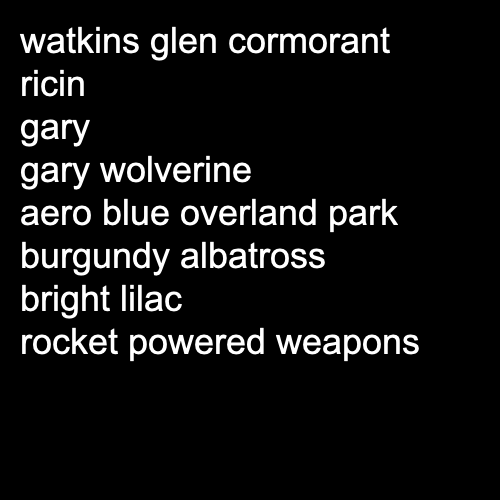 watkins glen cormorant
ricin
gary
gary wolverine
aero blue overland park
burgundy albatross
bright lilac
rocket powered weapons